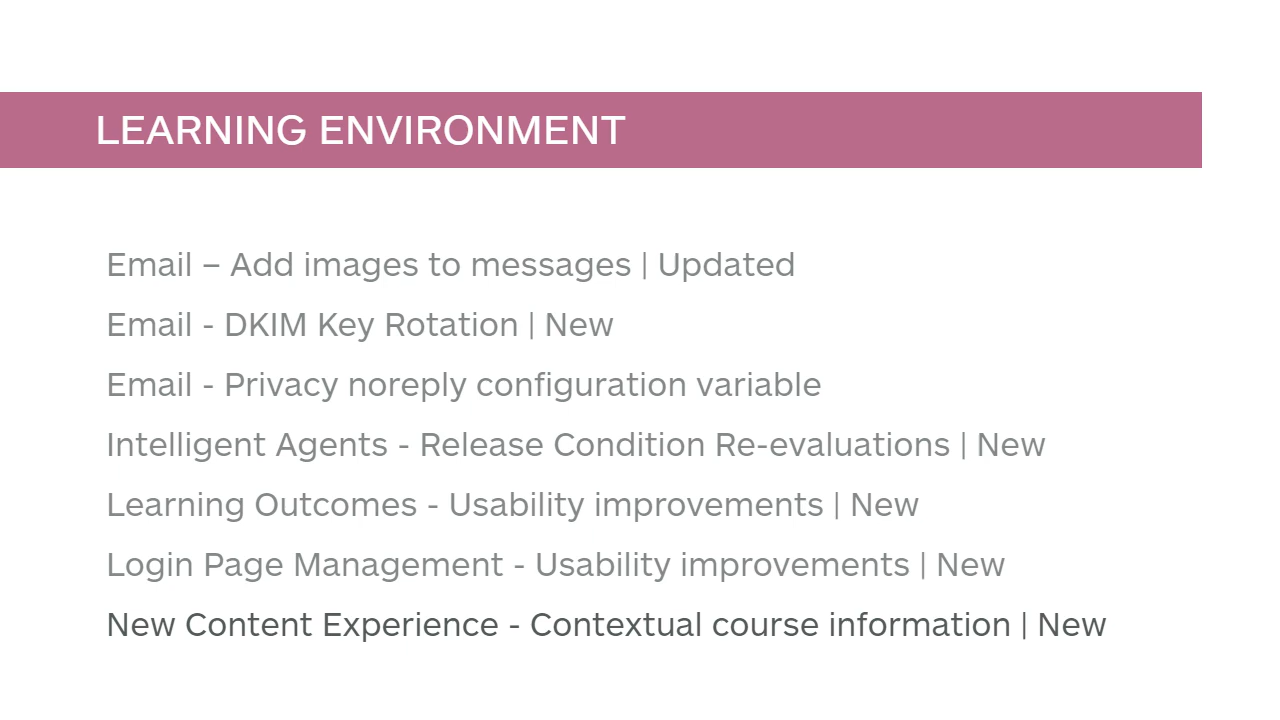 LEARNING ENVIRONMENT
Email – Add images to messages | Updated
Email - DKIM Key Rotation | New
Email - Privacy noreply configuration variable
Intelligent Agents - Release Condition Re-evaluations | New
Learning Outcomes - Usability improvements | New
Login Page Management - Usability improvements | New
New Content Experience - Contextual course information | New